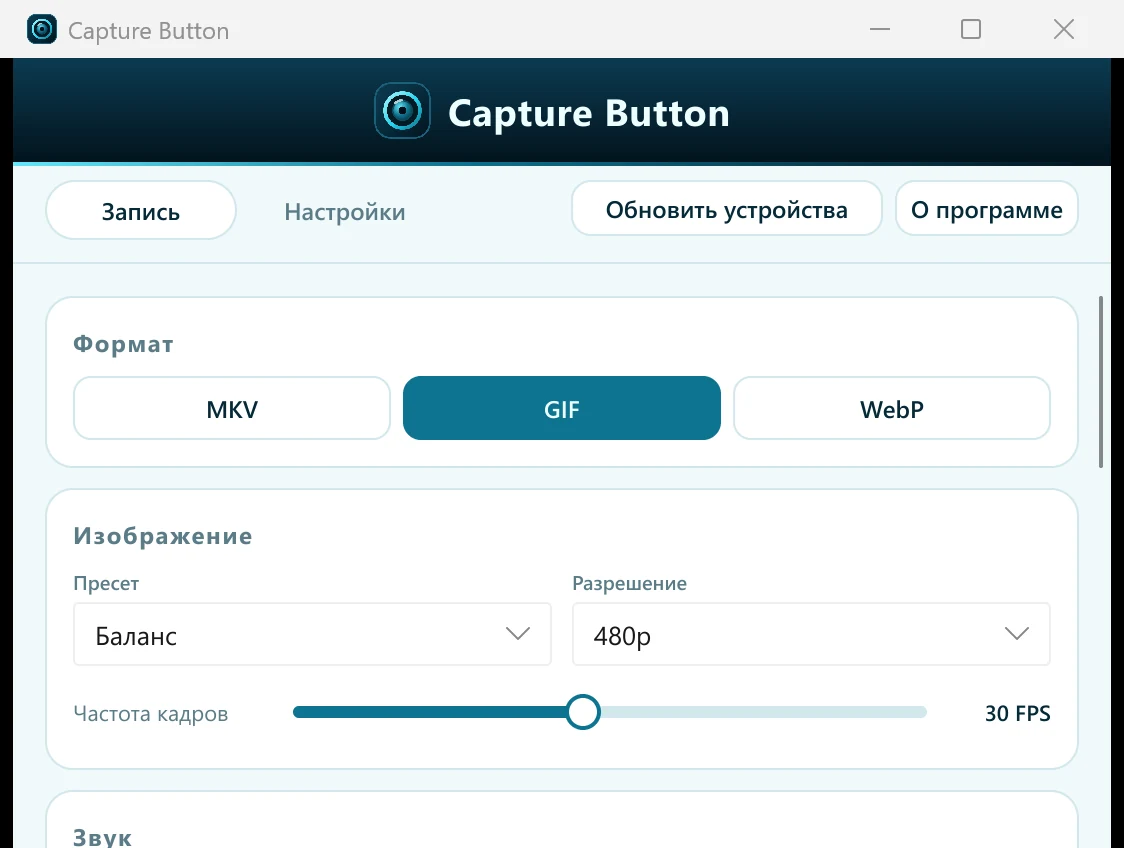 Capture Button
Capture Button
Запись
Настройки
Обновить устройства
О программе
Формат
MKV
GIF
WebP
Изображение
Пресет
Разрешение
Баланс
480p
Частота кадров
30 FPS
Звук